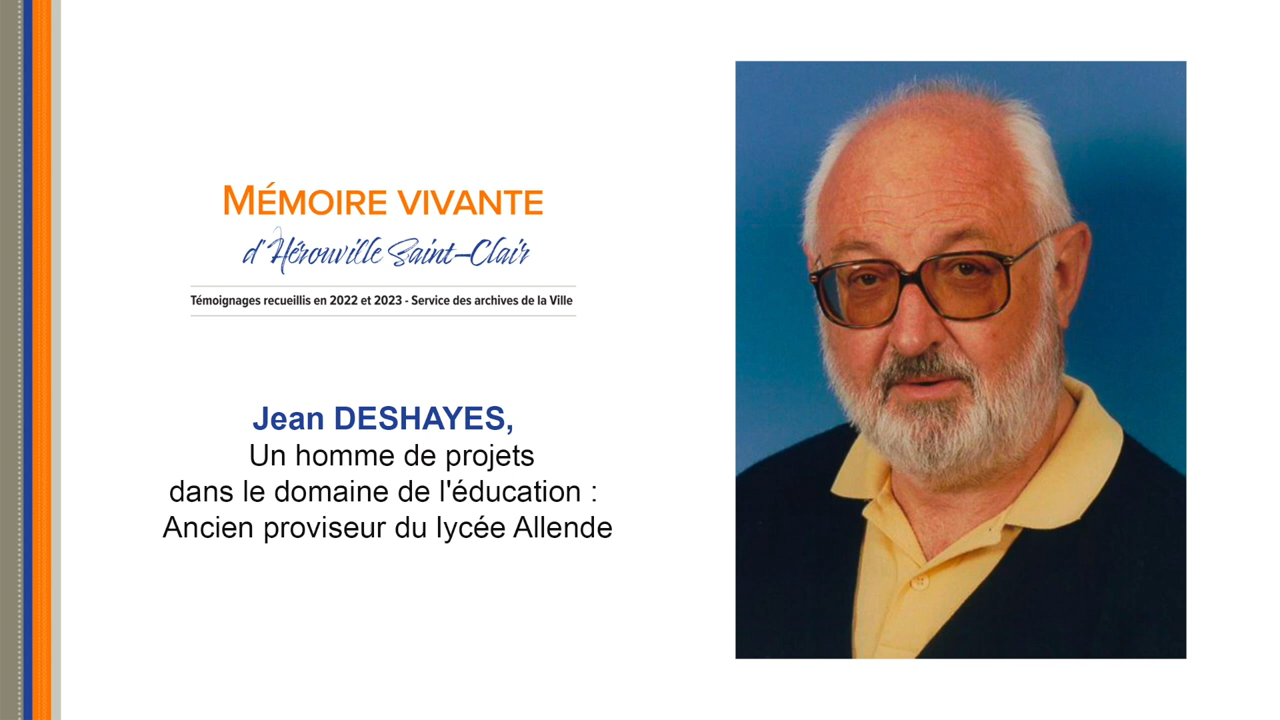 MÉMOIRE VIVANTE
d'Hérouville Saint-Clair
Témoignages recueillis en 2022 et 2023 - Service des archives de la Ville
Jean DESHAYES,
Un homme de projets
dans le domaine de l'éducation :
Ancien proviseur du lycée Allende